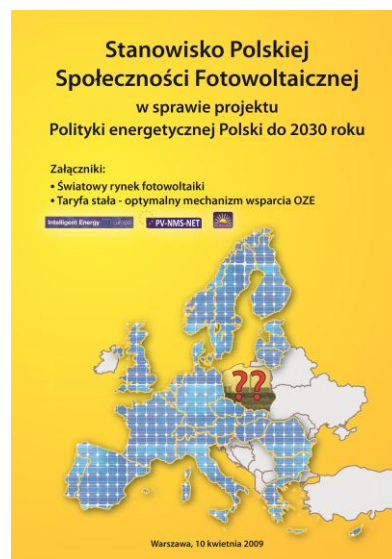 Stanowisko Polskiej
Społeczności Fotowoltaicznej
w sprawie projektu
Polityki energetycznej Polski do 2030 roku
Załączniki:
• Światowy rynek fotowoltaiki
• Taryfa stała - optymalny mechanizm wsparcia OZE
Intelligent Energy
PV-NMS-NET
??
Warszawa, 10 kwietnia 2009